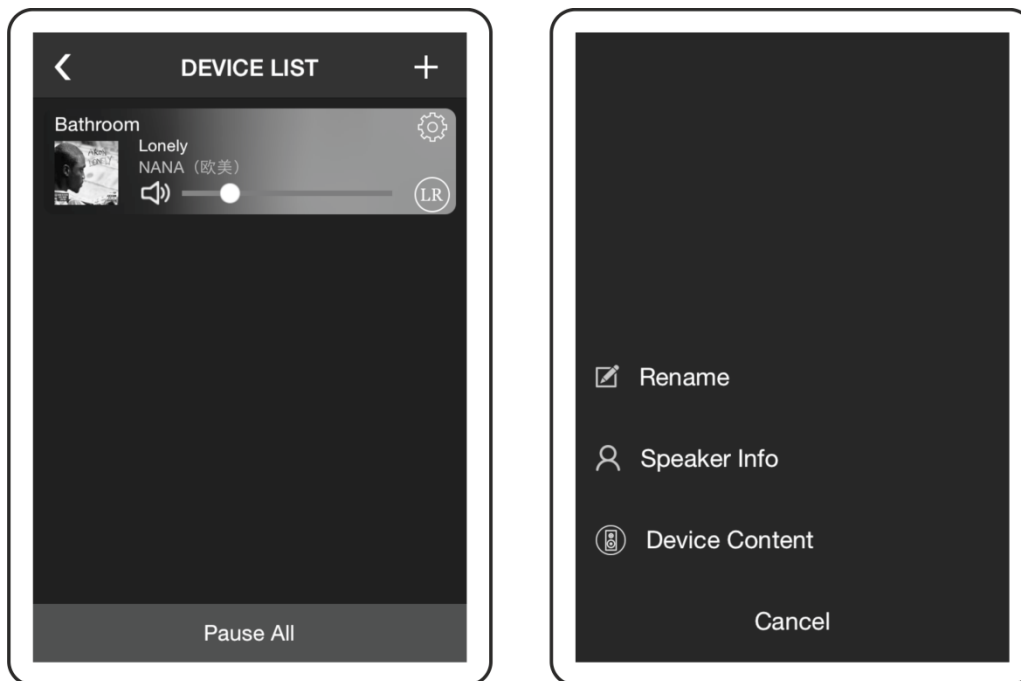 DEVICE LIST
Bathroom
Lonely
NANA（欧美）
LR
Pause All
Rename
Speaker Info
Device Content
Cancel